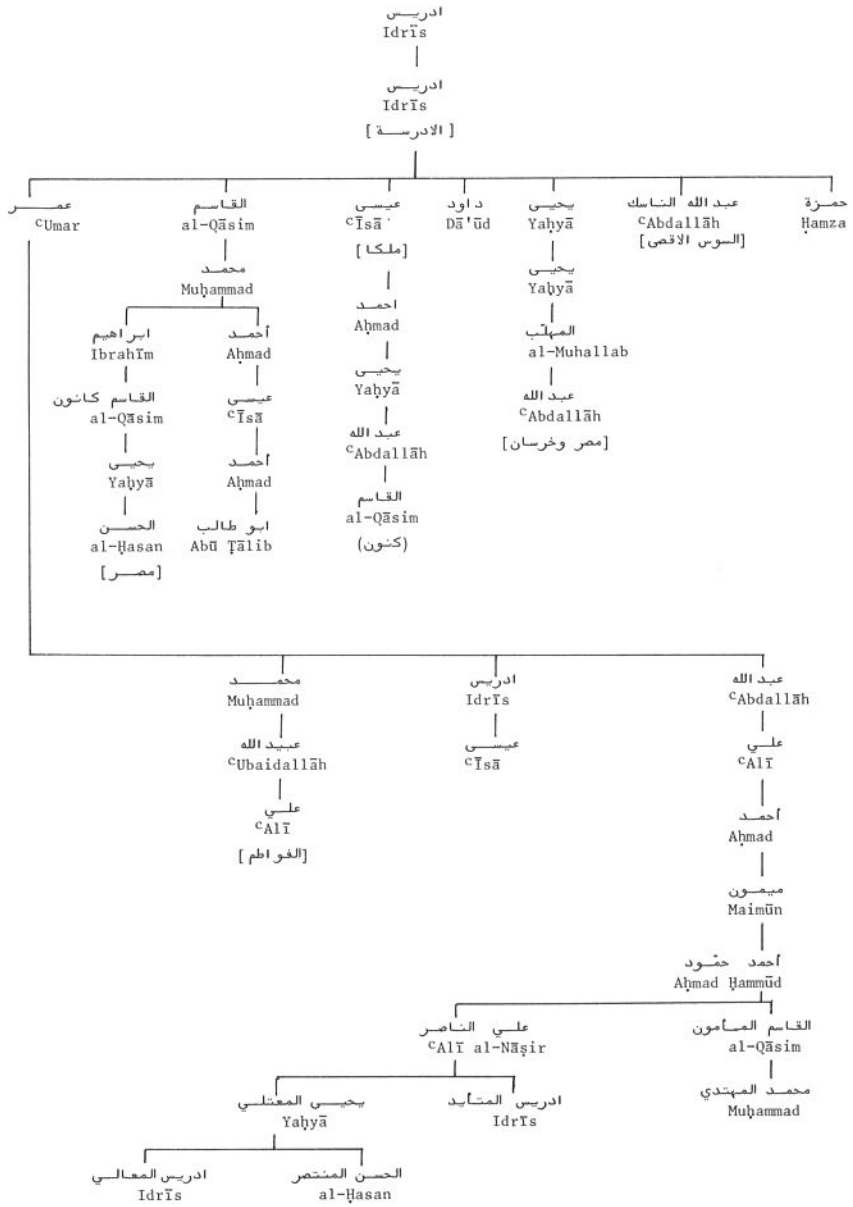 ادريس
Idrīs
ادريس
Idrīs
[الادرسة]
عمر القاسم عيسى داود يحيى عبد الله الناسك حمزة
ᶜUmar al-Qāsim ᶜĪsā Dā'ūd Yaḥyā ᶜAbdallāh Ḥamza
[ملكا] [السوس الاقصى]
محمد يحيى
Muḥammad Yaḥyā
احمد
Aḥmad
ابراهيم أحمد المهلّب
Ibrahīm Aḥmad al-Muhallab
يحيى
Yaḥyā
القاسم كانون عيسى عبد الله
al-Qāsim ᶜĪsā ᶜAbdallāh
عبد الله [مصر وخرسان]
ᶜAbdallāh
يحيى أحمد
Yaḥyā Aḥmad
القاسم
al-Qāsim
(كنون)
الحسن ابو طالب
al-Ḥasan Abū Ṭālib
[مصر]
محمد ادريس عبد الله
Muḥammad Idrīs ᶜAbdallāh
عبيد الله عيسى علي
ᶜUbaidallāh ᶜĪsā ᶜAlī
علي أحمد
ᶜAlī Aḥmad
[الفواطم]
ميمون
Maimūn
أحمد حمّود
Aḥmad Ḥammūd
علي الناصر القاسم المأمون
ᶜAlī al-Nāṣir al-Qāsim
يحيى المعتلي ادريس المتأيد محمد المهتدي
Yaḥyā Idrīs Muḥammad
ادريس المعالي الحسن المنتصر
Idrīs al-Ḥasan